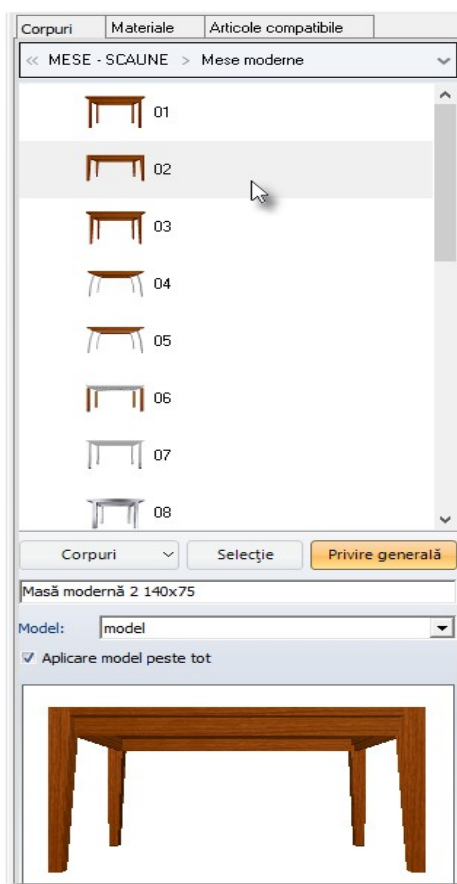 Corpuri Materiale Articole compatibile
« MESE - SCAUNE > Mese moderne
01
02
03
04
05
06
07
08
Corpuri Selecție Privire generală
Masă modernă 2 140x75
Model: model
Aplicare model peste tot